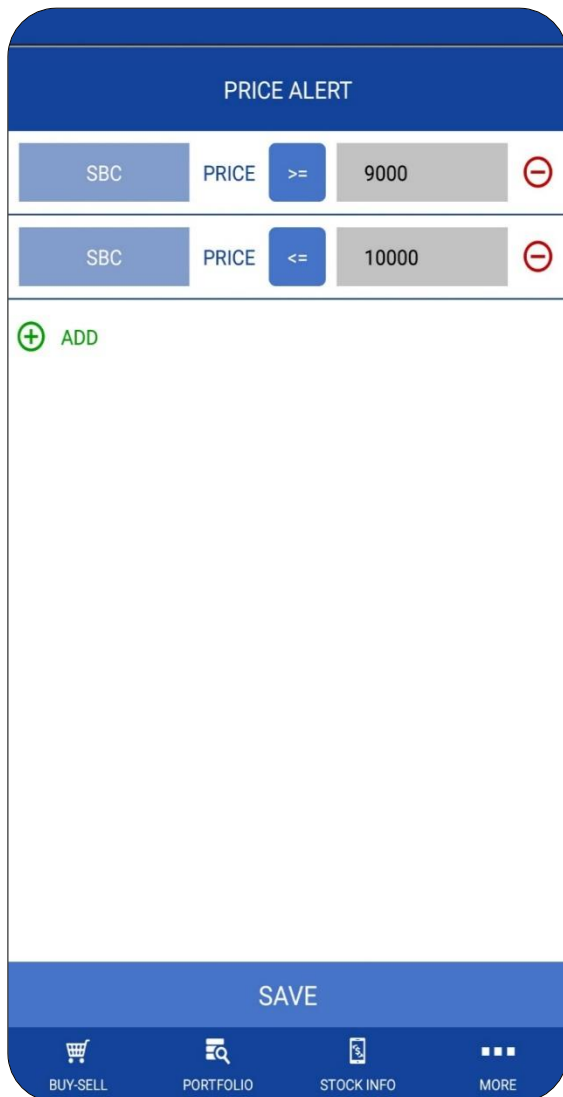 PRICE ALERT
SBC PRICE >= 9000
SBC PRICE <= 10000
ADD
SAVE
BUY-SELL PORTFOLIO STOCK INFO MORE